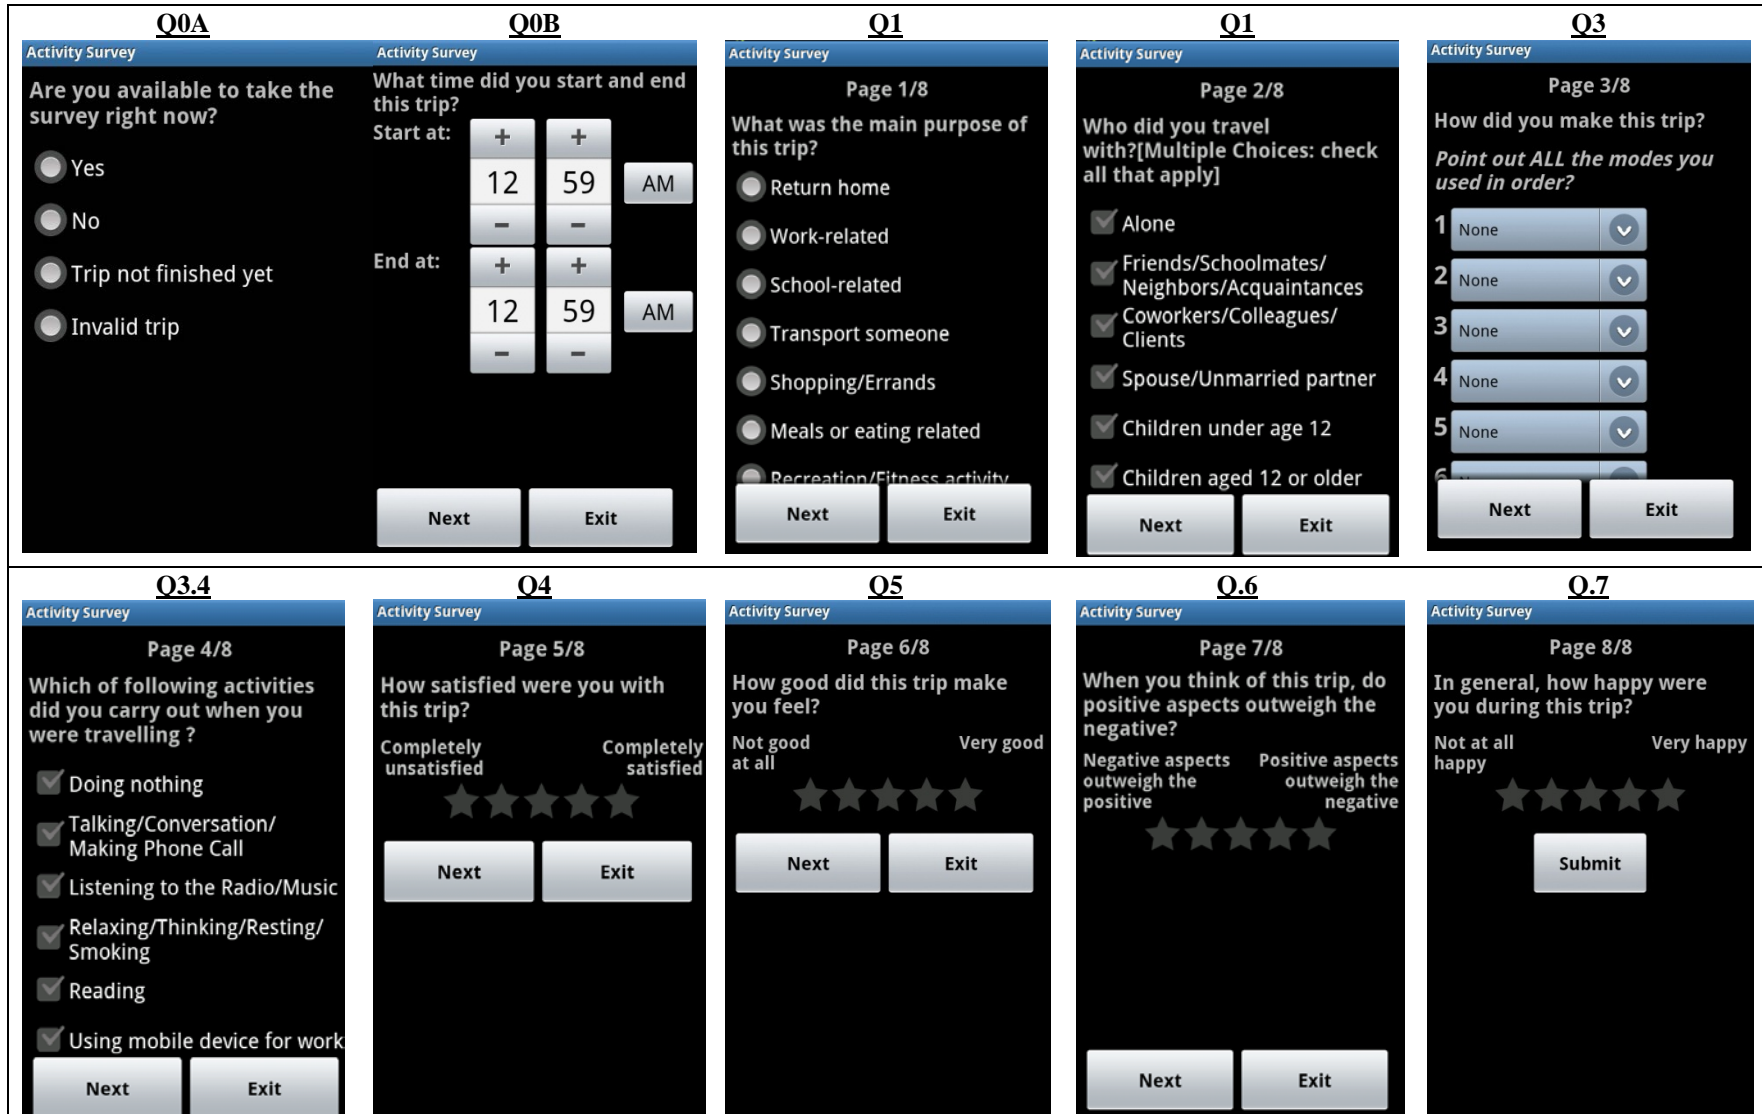 Q0A
Activity Survey
Are you available to take the
survey right now?
Yes
No
Trip not finished yet
Invalid trip
Q0B
Activity Survey
What time did you start and end
this trip?
Start at:
+ +
12 59 AM
− −
End at:
+ +
12 59 AM
− −
Next Exit
Q1
Activity Survey
Page 1/8
What was the main purpose of
this trip?
Return home
Work-related
School-related
Transport someone
Shopping/Errands
Meals or eating related
Recreation/Fitness activity
Next Exit
Q1
Activity Survey
Page 2/8
Who did you travel
with?[Multiple Choices: check
all that apply]
Alone
Friends/Schoolmates/
Neighbors/Acquaintances
Coworkers/Colleagues/
Clients
Spouse/Unmarried partner
Children under age 12
Children aged 12 or older
Next Exit
Q3
Activity Survey
Page 3/8
How did you make this trip?
Point out ALL the modes you
used in order?
1 None
2 None
3 None
4 None
5 None
6
Next Exit
Q3.4
Activity Survey
Page 4/8
Which of following activities
did you carry out when you
were travelling ?
Doing nothing
Talking/Conversation/
Making Phone Call
Listening to the Radio/Music
Relaxing/Thinking/Resting/
Smoking
Reading
Using mobile device for work
Next Exit
Q4
Activity Survey
Page 5/8
How satisfied were you with
this trip?
Completely Completely
unsatisfied satisfied
Next Exit
Q5
Activity Survey
Page 6/8
How good did this trip make
you feel?
Not good Very good
at all
Next Exit
Q.6
Activity Survey
Page 7/8
When you think of this trip, do
positive aspects outweigh the
negative?
Negative aspects Positive aspects
outweigh the outweigh the
positive negative
Next Exit
Q.7
Activity Survey
Page 8/8
In general, how happy were
you during this trip?
Not at all Very happy
happy
Submit